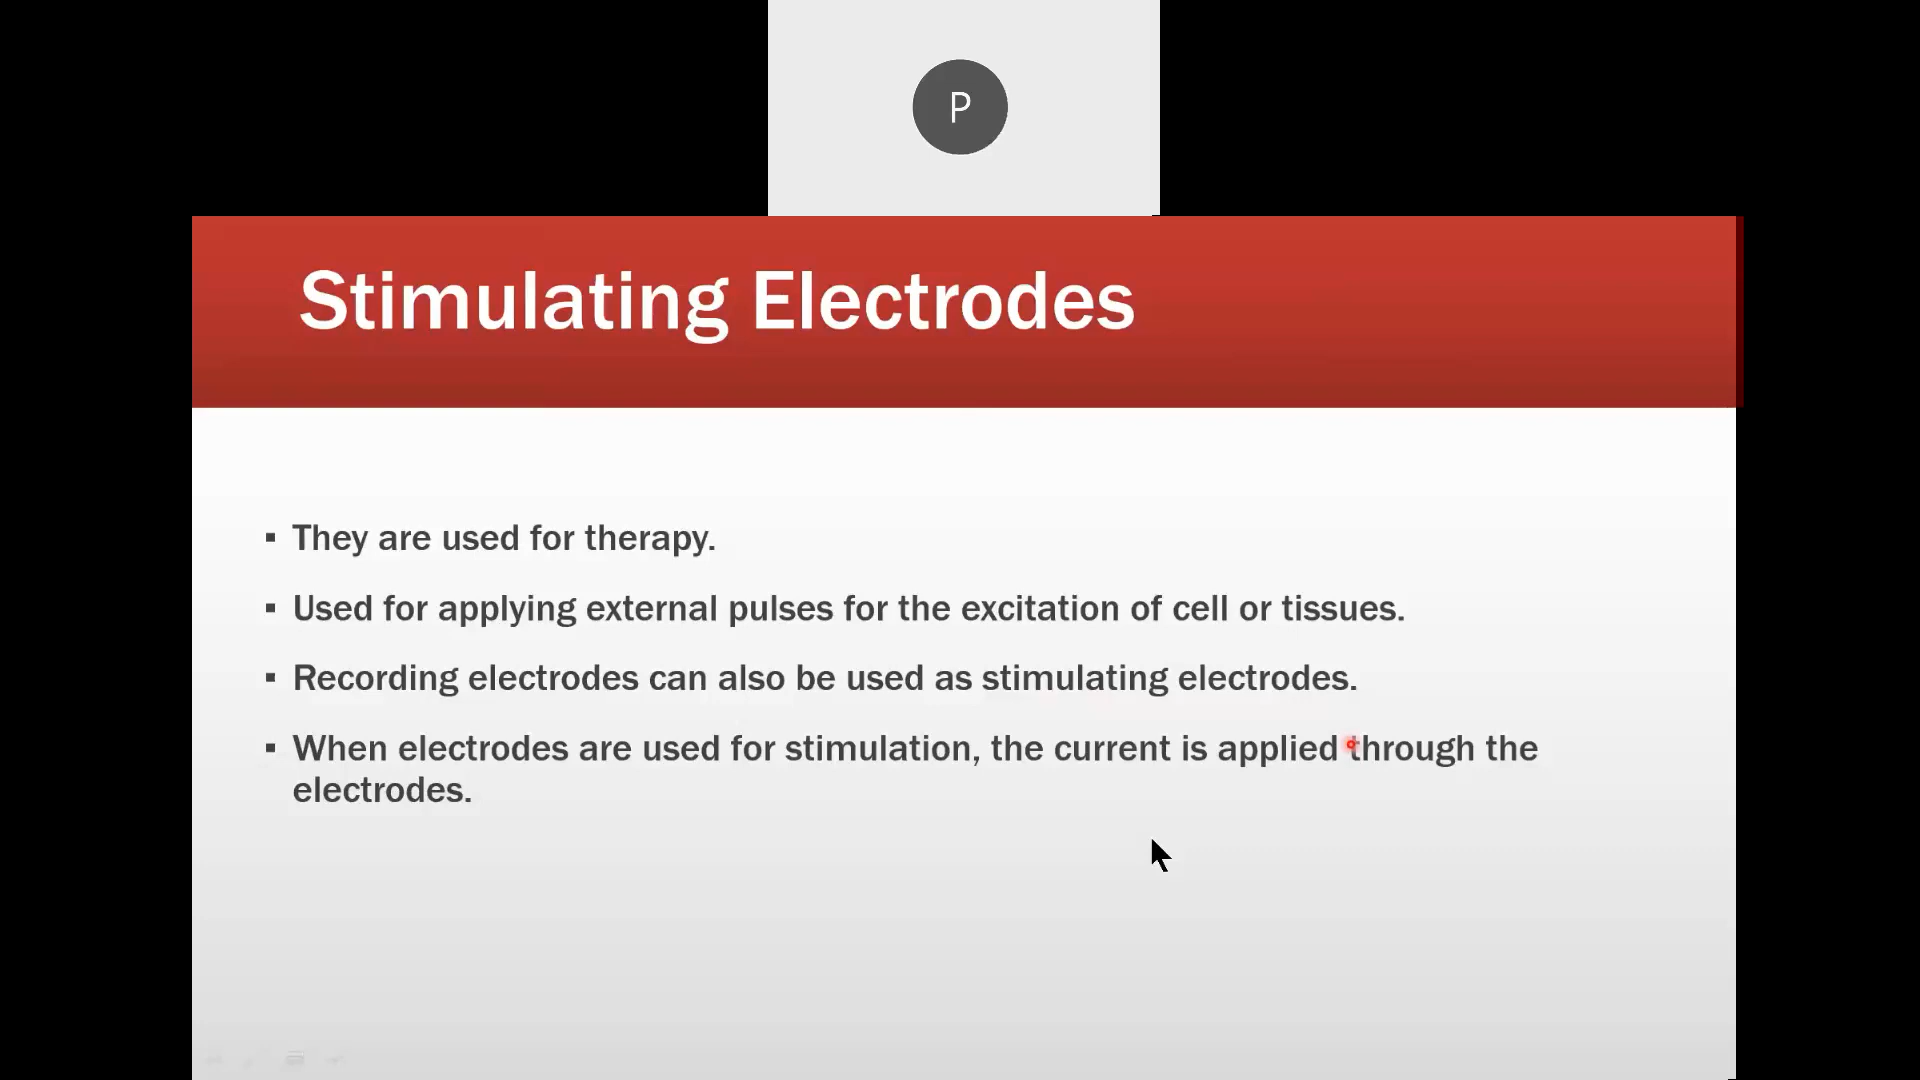 P
Stimulating Electrodes
▪ They are used for therapy.
▪ Used for applying external pulses for the excitation of cell or tissues.
▪ Recording electrodes can also be used as stimulating electrodes.
▪ When electrodes are used for stimulation, the current is applied through the
electrodes.